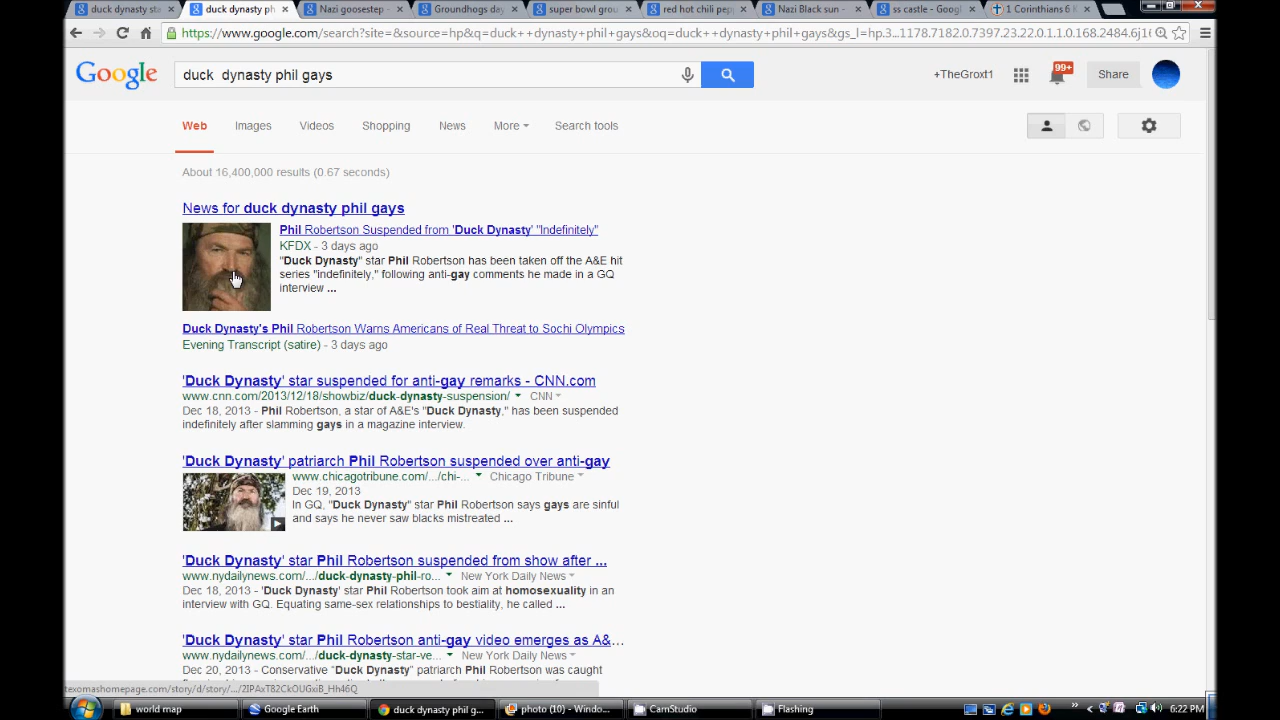 duck dynasty sta
duck dynasty ph
Nazi goosestep -
Groundhogs day
super bowl grou
red hot chili pepp
Nazi Black sun -
ss castle - Googl
1 Corinthians 6 K
https://www.google.com/search?site=&source=hp&q=duck++dynasty+phil+gays&oq=duck++dynasty+phil+gays&gs_l=hp.3...1178.7182.0.7397.23.22.0.1.1.0.168.2484.6j16
Google
duck  dynasty phil gays
+TheGroxt1
99+
Share
Web
Images
Videos
Shopping
News
More
Search tools
About 16,400,000 results (0.67 seconds)
News for duck dynasty phil gays
Phil Robertson Suspended from 'Duck Dynasty' "Indefinitely"
KFDX - 3 days ago
"Duck Dynasty" star Phil Robertson has been taken off the A&E hit
series "indefinitely," following anti-gay comments he made in a GQ
interview ...
Duck Dynasty's Phil Robertson Warns Americans of Real Threat to Sochi Olympics
Evening Transcript (satire) - 3 days ago
'Duck Dynasty' star suspended for anti-gay remarks - CNN.com
www.cnn.com/2013/12/18/showbiz/duck-dynasty-suspension/ CNN
Dec 18, 2013 - Phil Robertson, a star of A&E's "Duck Dynasty," has been suspended
indefinitely after slamming gays in a magazine interview.
'Duck Dynasty' patriarch Phil Robertson suspended over anti-gay
www.chicagotribune.com/.../chi-... Chicago Tribune
Dec 19, 2013
In GQ, "Duck Dynasty" star Phil Robertson says gays are sinful
and says he never saw blacks mistreated ...
'Duck Dynasty' star Phil Robertson suspended from show after ...
www.nydailynews.com/.../duck-dynasty-phil-ro... New York Daily News
Dec 18, 2013 - 'Duck Dynasty' star Phil Robertson took aim at homosexuality in an
interview with GQ. Equating same-sex relationships to bestiality, he called ...
'Duck Dynasty' star Phil Robertson anti-gay video emerges as A&...
www.nydailynews.com/.../duck-dynasty-star-ve... New York Daily News
Dec 20, 2013 - Conservative "Duck Dynasty" patriarch Phil Robertson was caught
texomashomepage.com/story/d/story/.../2IPAxT82CkOUGxiB_Hh46Q
world map
Google Earth
duck dynasty phil g...
photo (10) - Windo...
CamStudio
Flashing
6:22 PM